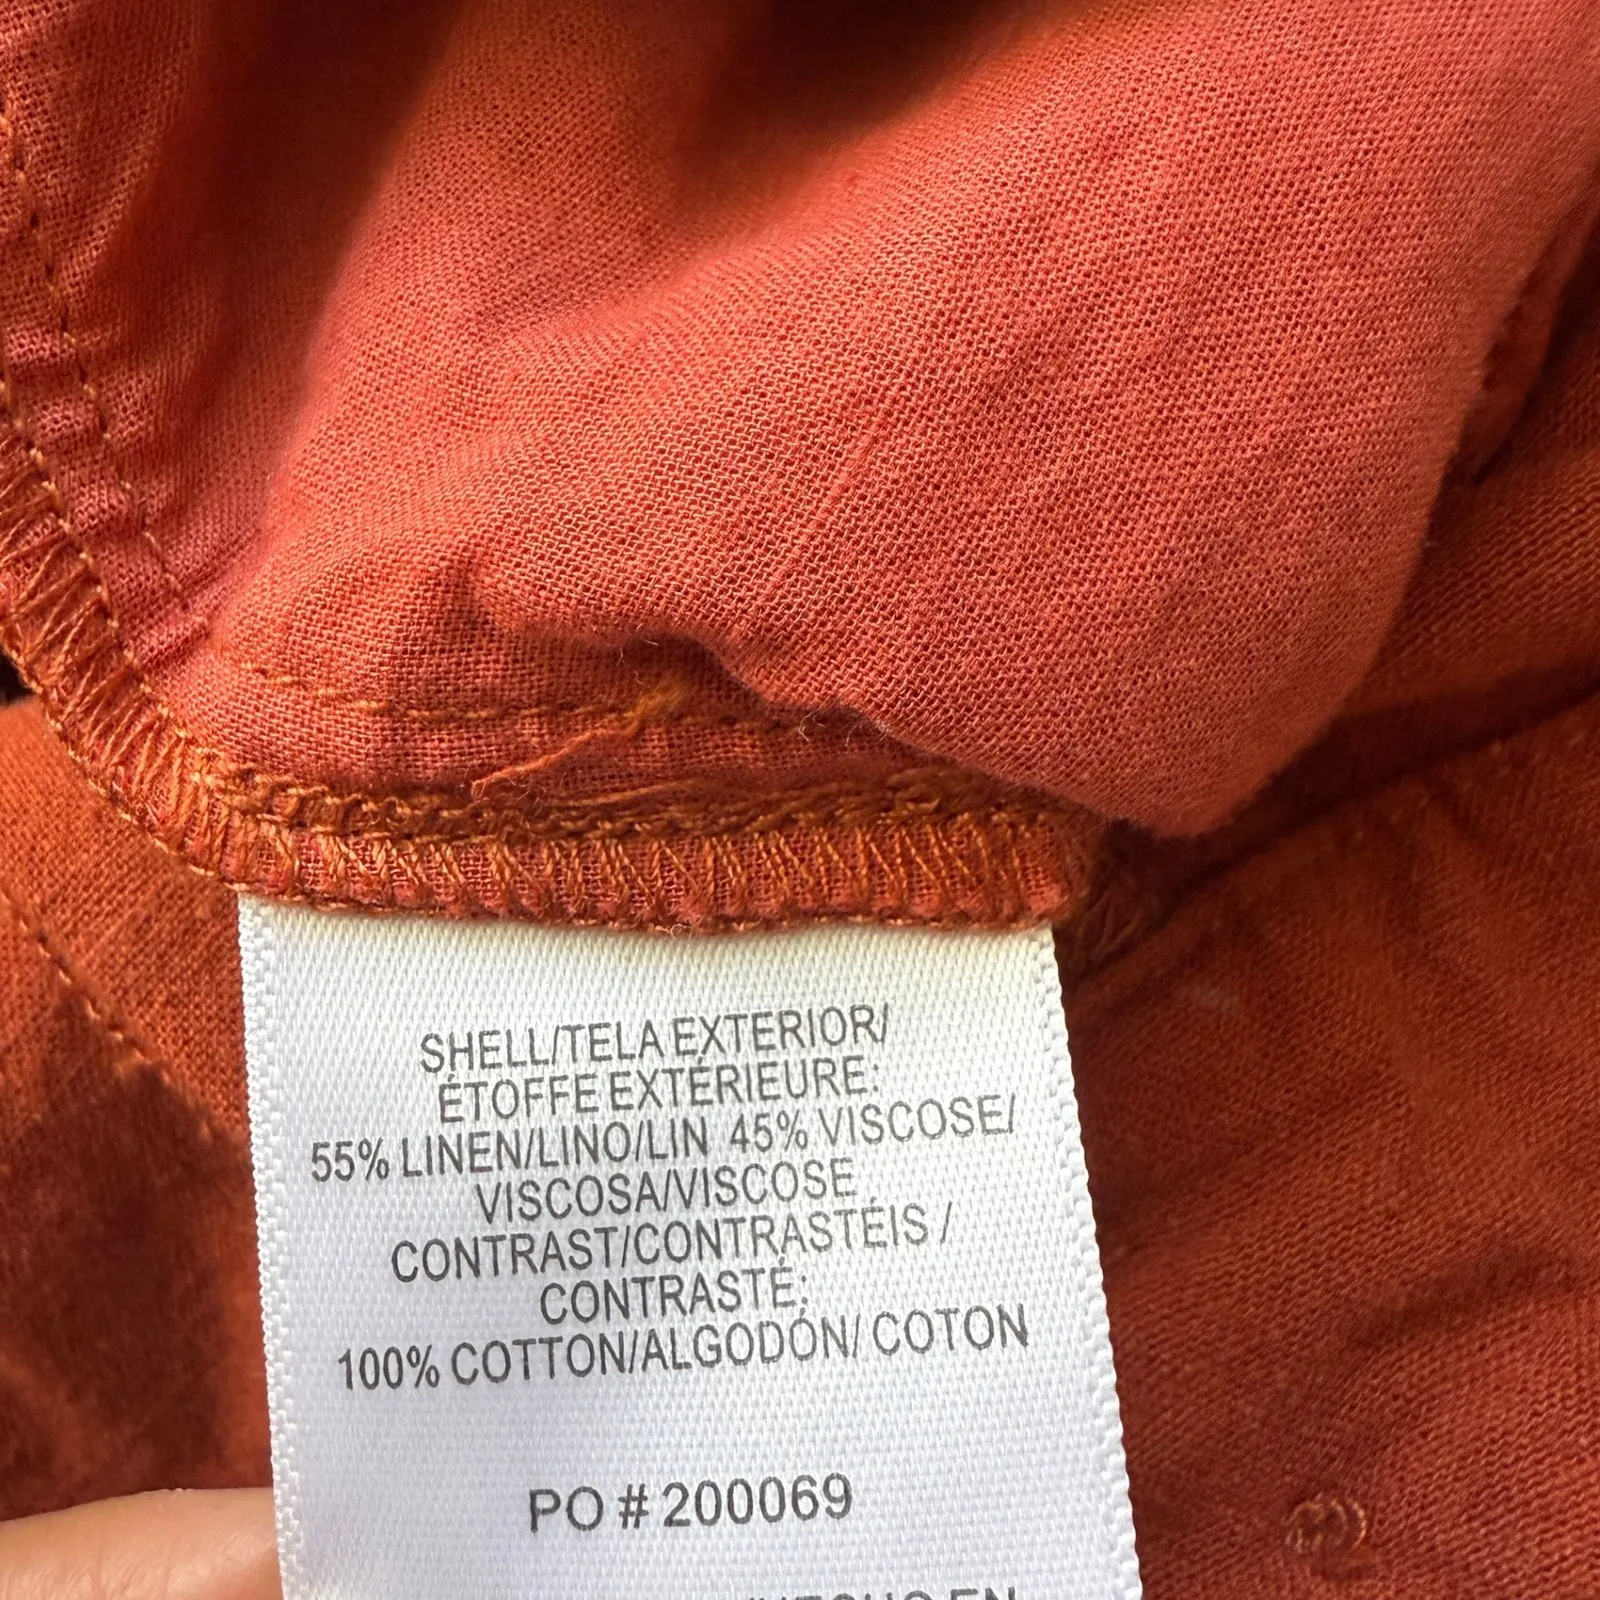 SHELL/TELA EXTERIOR/
ÉTOFFE EXTÉRIEURE:
55% LINEN/LINO/LIN 45% VISCOSE/
VISCOSA/VISCOSE
CONTRAST/CONTRASTÉIS /
CONTRASTÉ:
100% COTTON/ALGODÓN/ COTON
PO # 200069